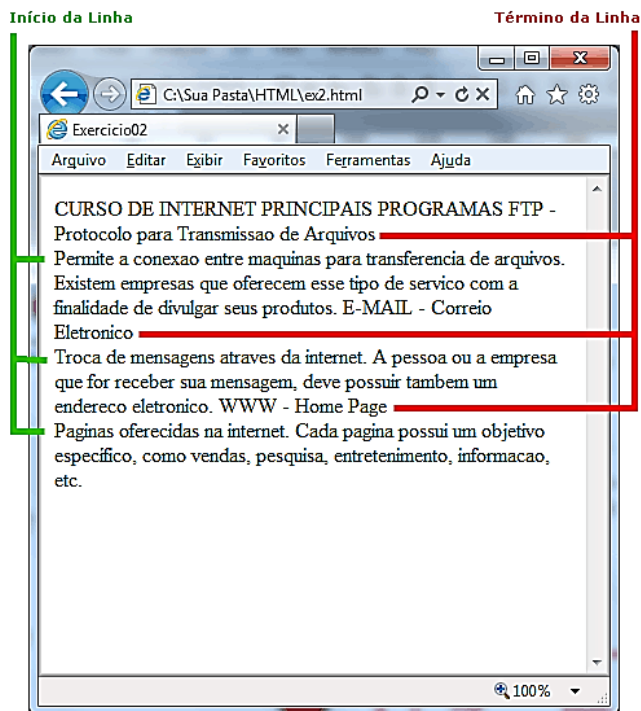 Início da Linha
Término da Linha
C:\Sua Pasta\HTML\ex2.html
Exercicio02
Arquivo Editar Exibir Favoritos Ferramentas Ajuda
CURSO DE INTERNET PRINCIPAIS PROGRAMAS FTP -
Protocolo para Transmissao de Arquivos
Permite a conexao entre maquinas para transferencia de arquivos.
Existem empresas que oferecem esse tipo de servico com a
finalidade de divulgar seus produtos. E-MAIL - Correio
Eletronico
Troca de mensagens atraves da internet. A pessoa ou a empresa
que for receber sua mensagem, deve possuir tambem um
endereco eletronico. WWW - Home Page
Paginas oferecidas na internet. Cada pagina possui um objetivo
especifico, como vendas, pesquisa, entretenimento, informacao,
etc.
100%